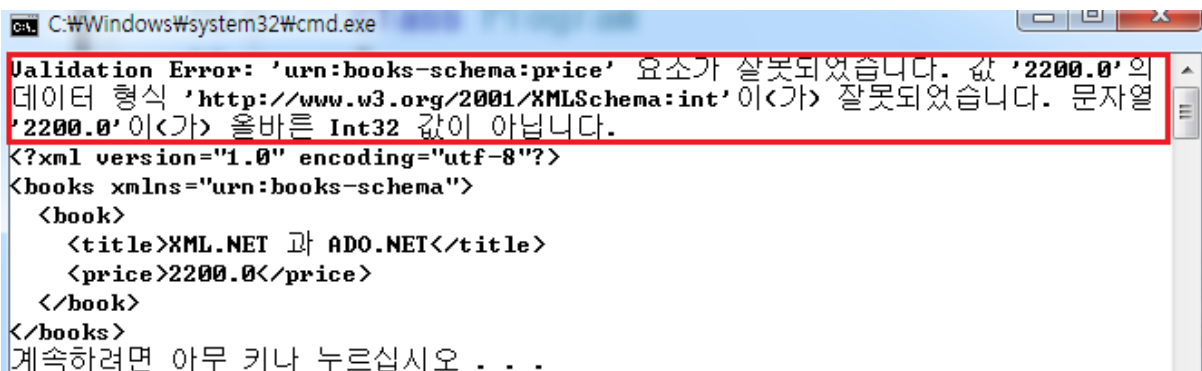 C:₩Windows₩system32₩cmd.exe
Validation Error: 'urn:books-schema:price' 요소가 잘못되었습니다. 값 '2200.0'의
데이터 형식 'http://www.w3.org/2001/XMLSchema:int'이<가> 잘못되었습니다. 문자열
'2200.0'이<가> 올바른 Int32 값이 아닙니다.
<?xml version="1.0" encoding="utf-8"?>
<books xmlns="urn:books-schema">
  <book>
    <title>XML.NET 과 ADO.NET</title>
    <price>2200.0</price>
  </book>
</books>
계속하려면 아무 키나 누르십시오 . . .